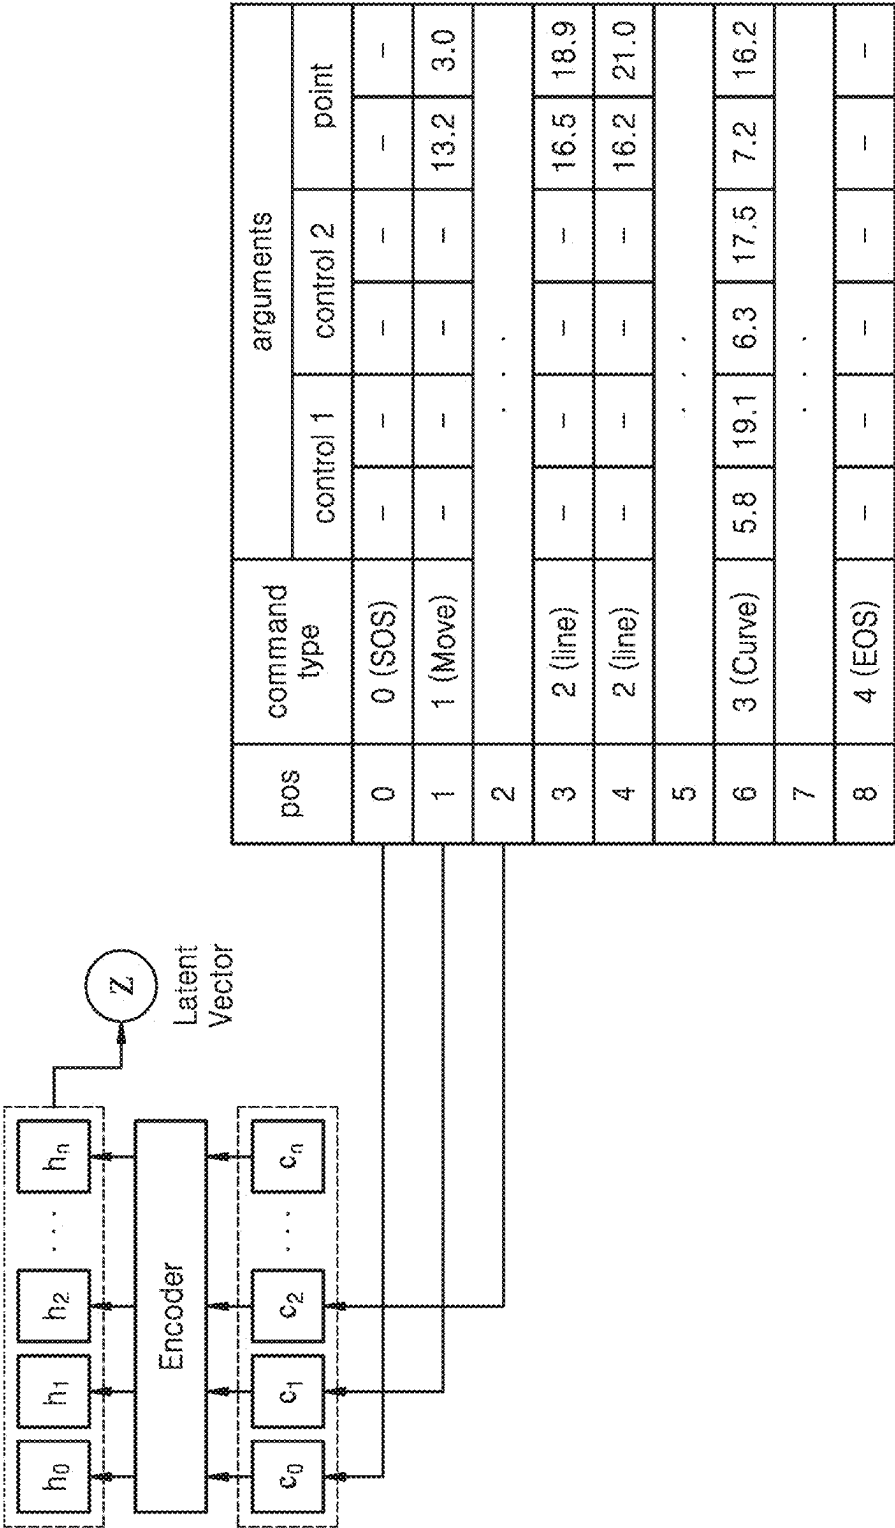 h0 h1 h2 . . . hn
Encoder
c0 c1 c2 . . . cn
z
Latent
Vector
pos command type arguments
control 1 control 2 point
0 0 (SOS) – – – – – –
1 1 (Move) – – – – 13.2 3.0
2 . . .
3 2 (line) – – – – 16.5 18.9
4 2 (line) – – – – 16.2 21.0
5 . . .
6 3 (Curve) 5.8 19.1 6.3 17.5 7.2 16.2
7 . . .
8 4 (EOS) – – – – – –